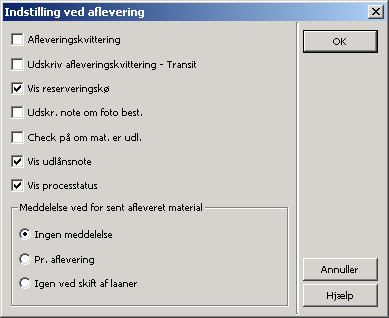 Indstilling ved aflevering
Afleveringskvittering
Udskriv afleveringskvittering - Transit
Vis reserveringskø
Udskr. note om foto best.
Check på om mat. er udl.
Vis udlånsnote
Vis processtatus
Meddelelse ved for sent afleveret material
Ingen meddelelse
Pr. aflevering
Igen ved skift af laaner
OK
Annuller
Hjælp